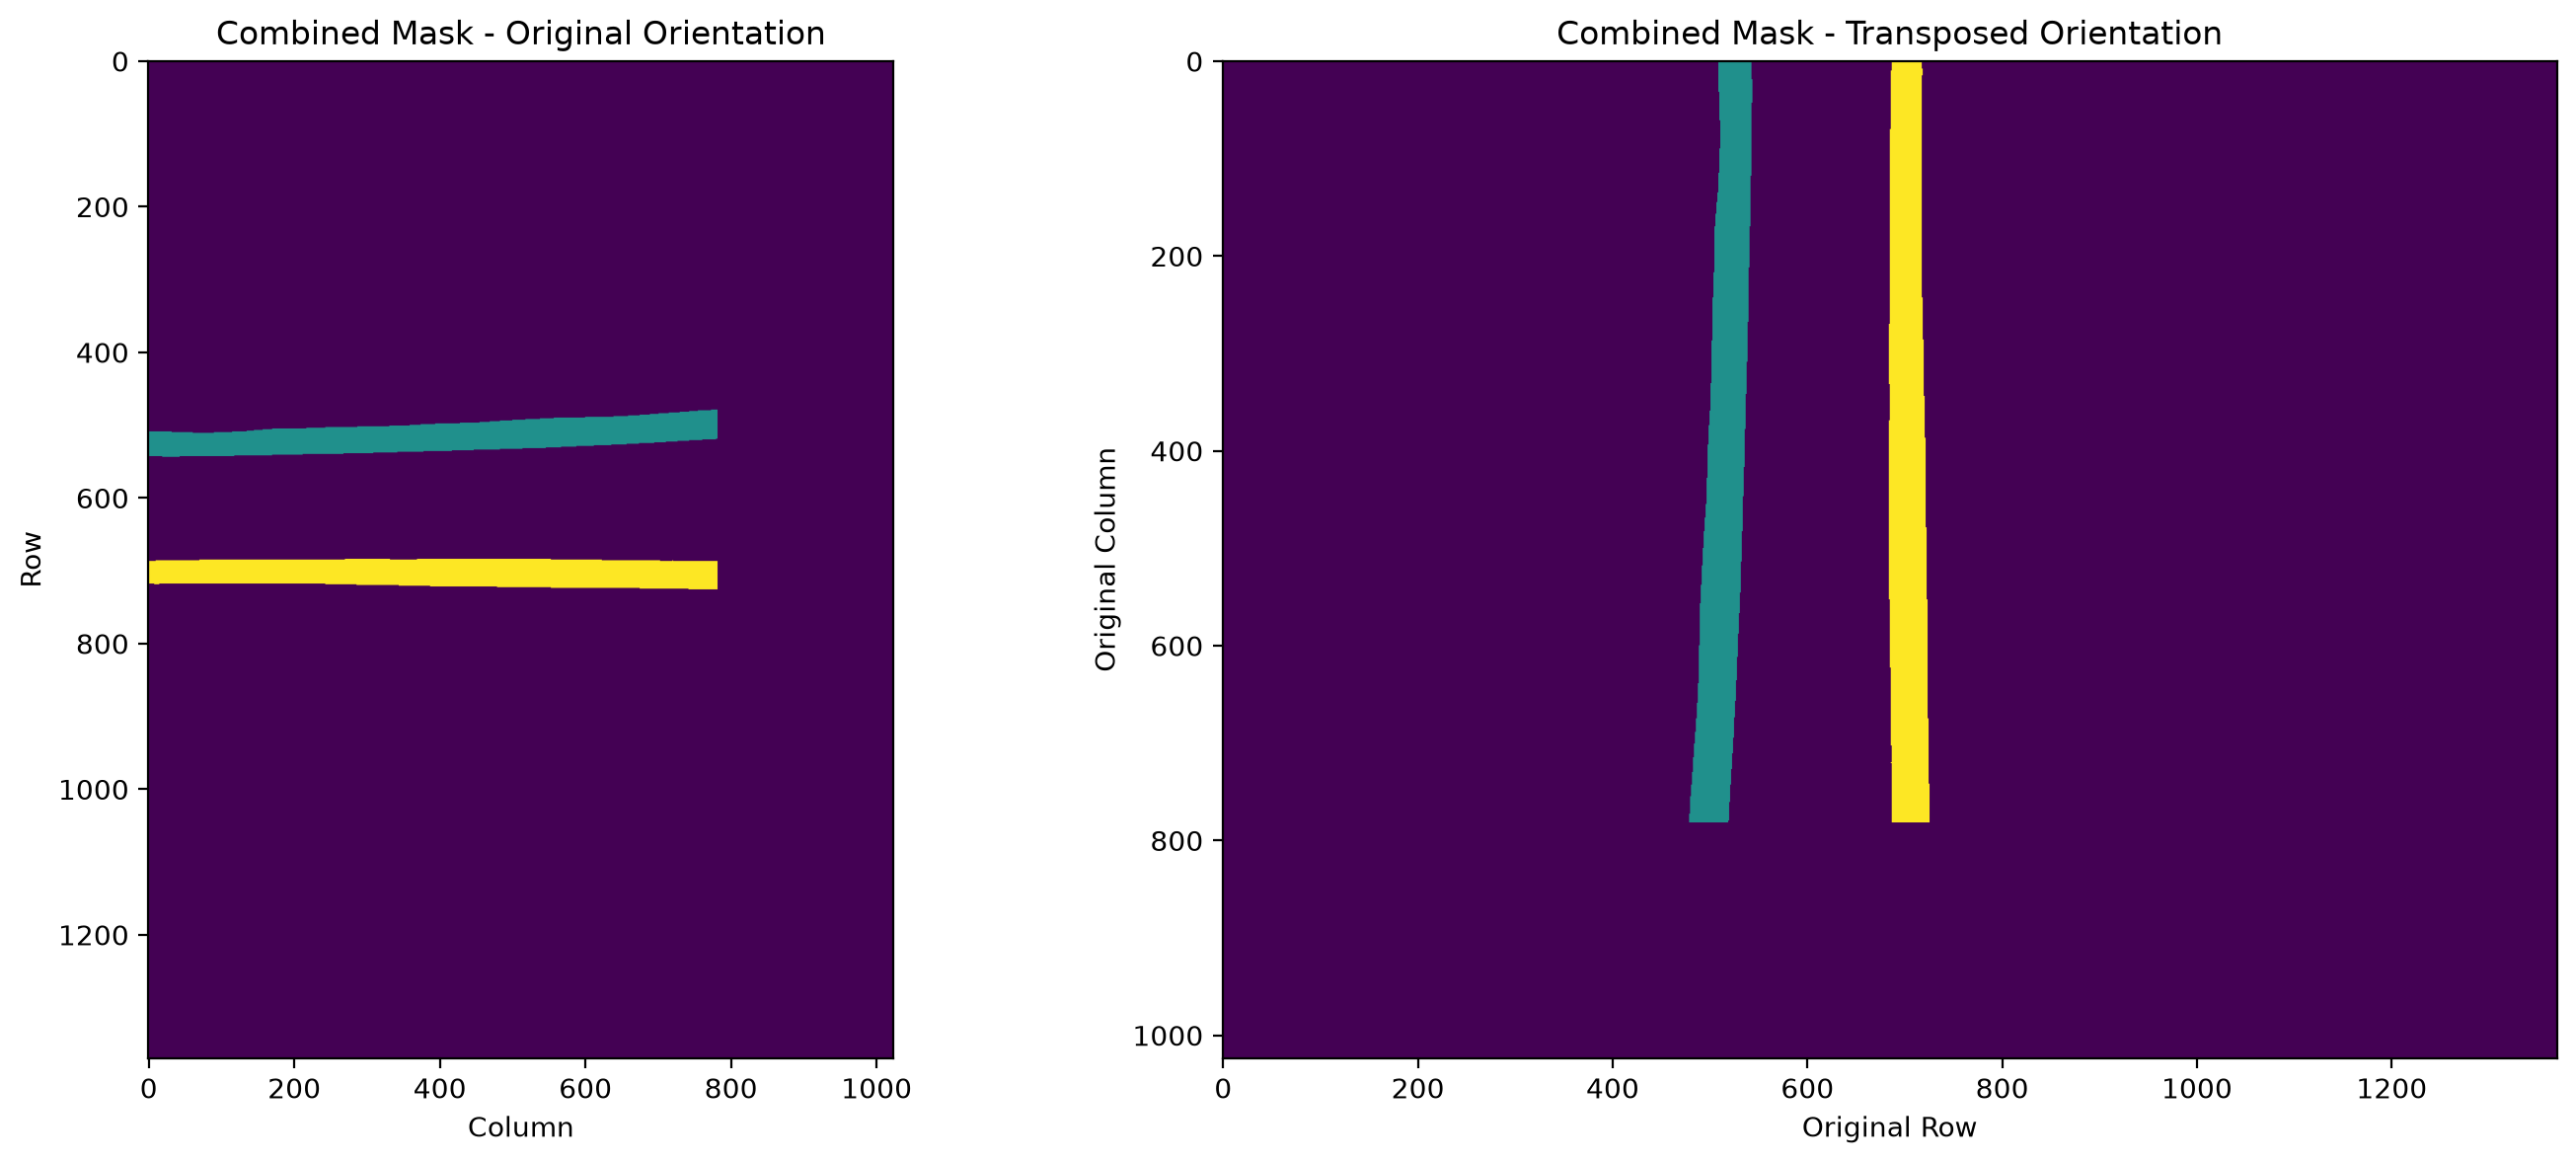 Combined Mask - Original Orientation
0
200
400
600
800
1000
1200
Row
0 200 400 600 800 1000
Column
Combined Mask - Transposed Orientation
0
200
400
600
800
1000
Original Column
0 200 400 600 800 1000 1200
Original Row